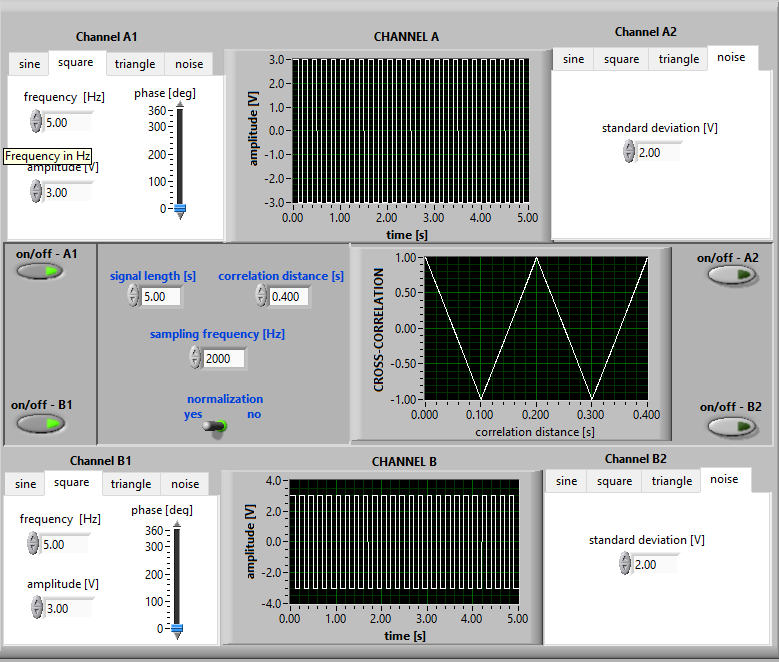 Channel A1
sine square triangle noise
frequency [Hz]
5.00
Frequency in Hz
amplitude [V]
3.00
phase [deg]
360
300
200
100
0
CHANNEL A
amplitude [V]
3.0
2.0
1.0
0.0
-1.0
-2.0
-3.0
0.00 1.00 2.00 3.00 4.00 5.00
time [s]
Channel A2
sine square triangle noise
standard deviation [V]
2.00
on/off - A1
on/off - B1
signal length [s]
5.00
correlation distance [s]
0.400
sampling frequency [Hz]
2000
normalization
yes no
CROSS-CORRELATION
1.00
0.50
0.00
-0.50
-1.00
0.000 0.100 0.200 0.300 0.400
correlation distance [s]
on/off - A2
on/off - B2
Channel B1
sine square triangle noise
frequency [Hz]
5.00
amplitude [V]
3.00
phase [deg]
360
300
200
100
0
CHANNEL B
amplitude [V]
4.0
2.0
0.0
-2.0
-4.0
0.00 1.00 2.00 3.00 4.00 5.00
time [s]
Channel B2
sine square triangle noise
standard deviation [V]
2.00